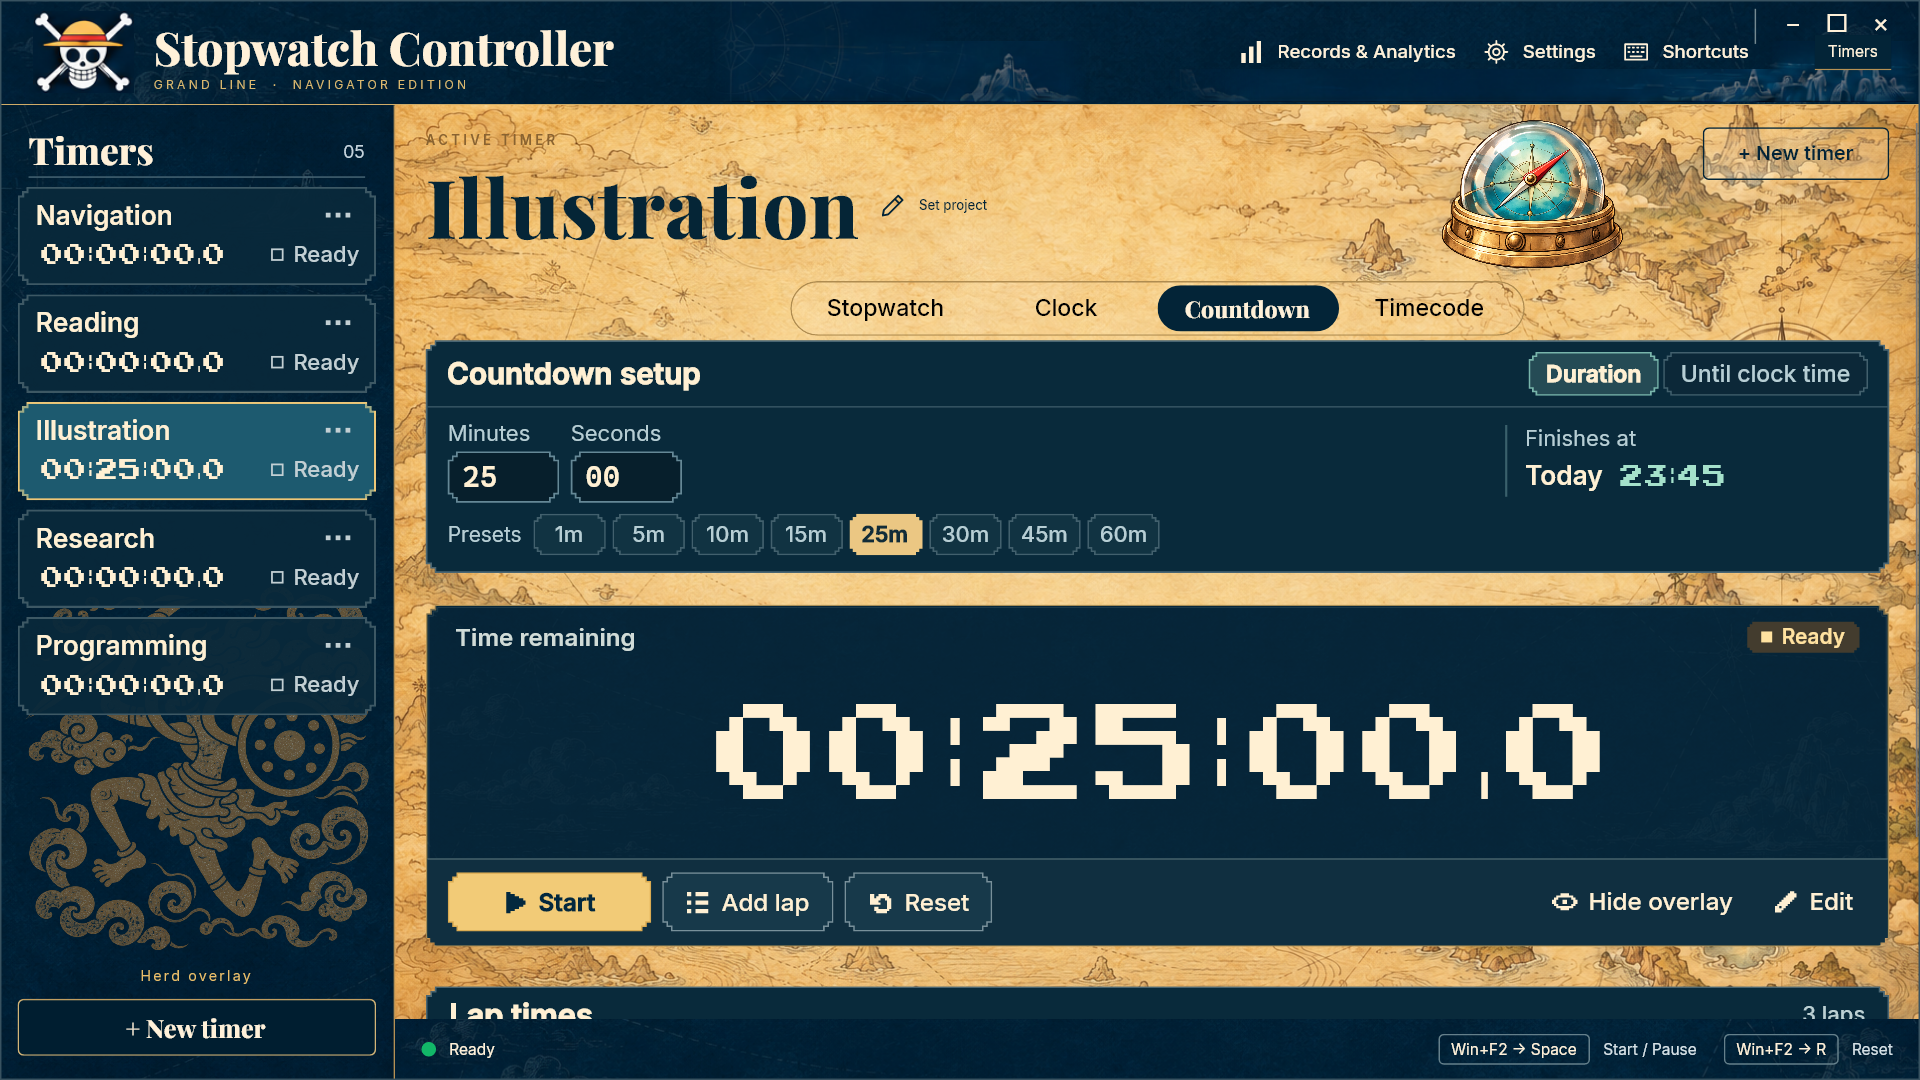 Stopwatch Controller
GRAND LINE · NAVIGATOR EDITION
Records & Analytics
Settings
Shortcuts
Timers
Timers
05
Navigation
00:00:00.0
Ready
Reading
00:00:00.0
Ready
Illustration
00:25:00.0
Ready
Research
00:00:00.0
Ready
Programming
00:00:00.0
Ready
Herd overlay
+ New timer
ACTIVE TIMER
Illustration
Set project
+ New timer
Stopwatch
Clock
Countdown
Timecode
Countdown setup
Duration
Until clock time
Minutes
Seconds
25
00
Finishes at
Today 23:45
Presets
1m
5m
10m
15m
25m
30m
45m
60m
Time remaining
Ready
00:25:00.0
Start
Add lap
Reset
Hide overlay
Edit
Lap times
3 laps
Ready
Win+F2 → Space
Start / Pause
Win+F2 → R
Reset